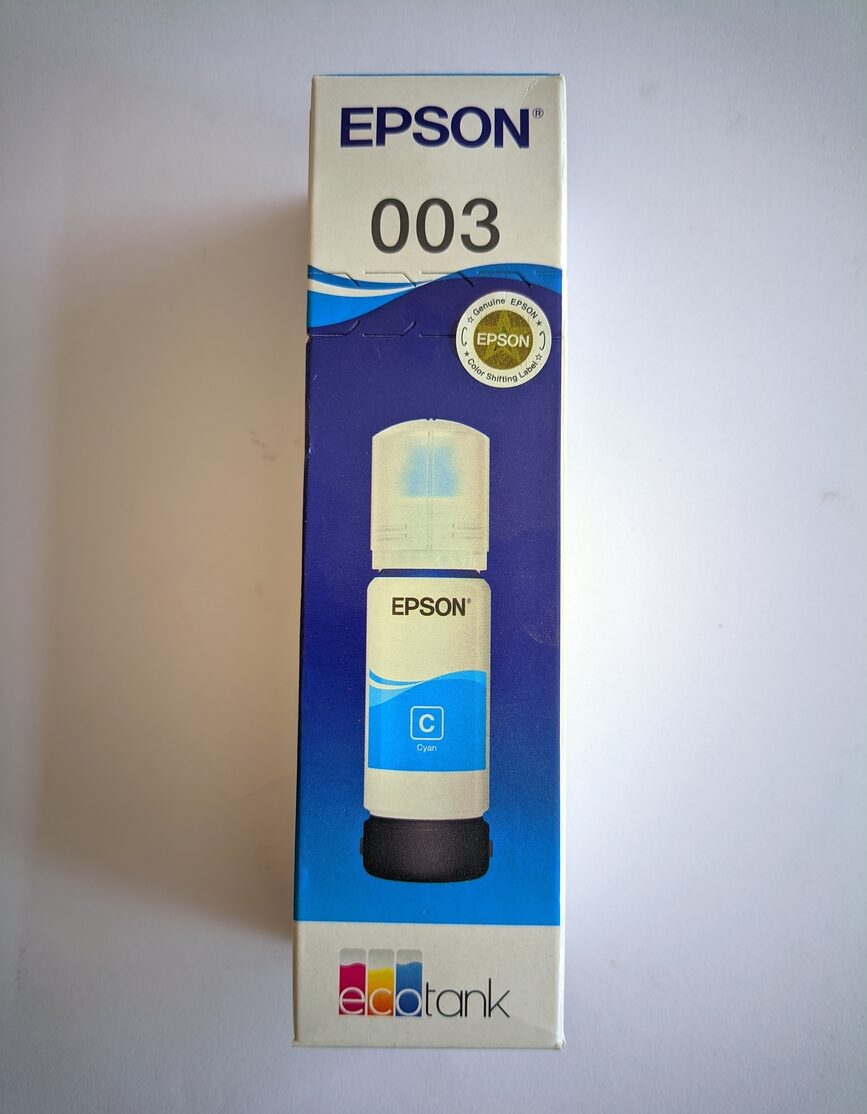 EPSON®
003
☆ Genuine EPSON ★
EPSON
★ Color Shifting Label ☆
EPSON®
C
Cyan
ecotank